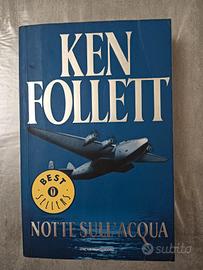 KEN
FOLLETT
BEST
SELLERS
NOTTE SULL'ACQUA
subito